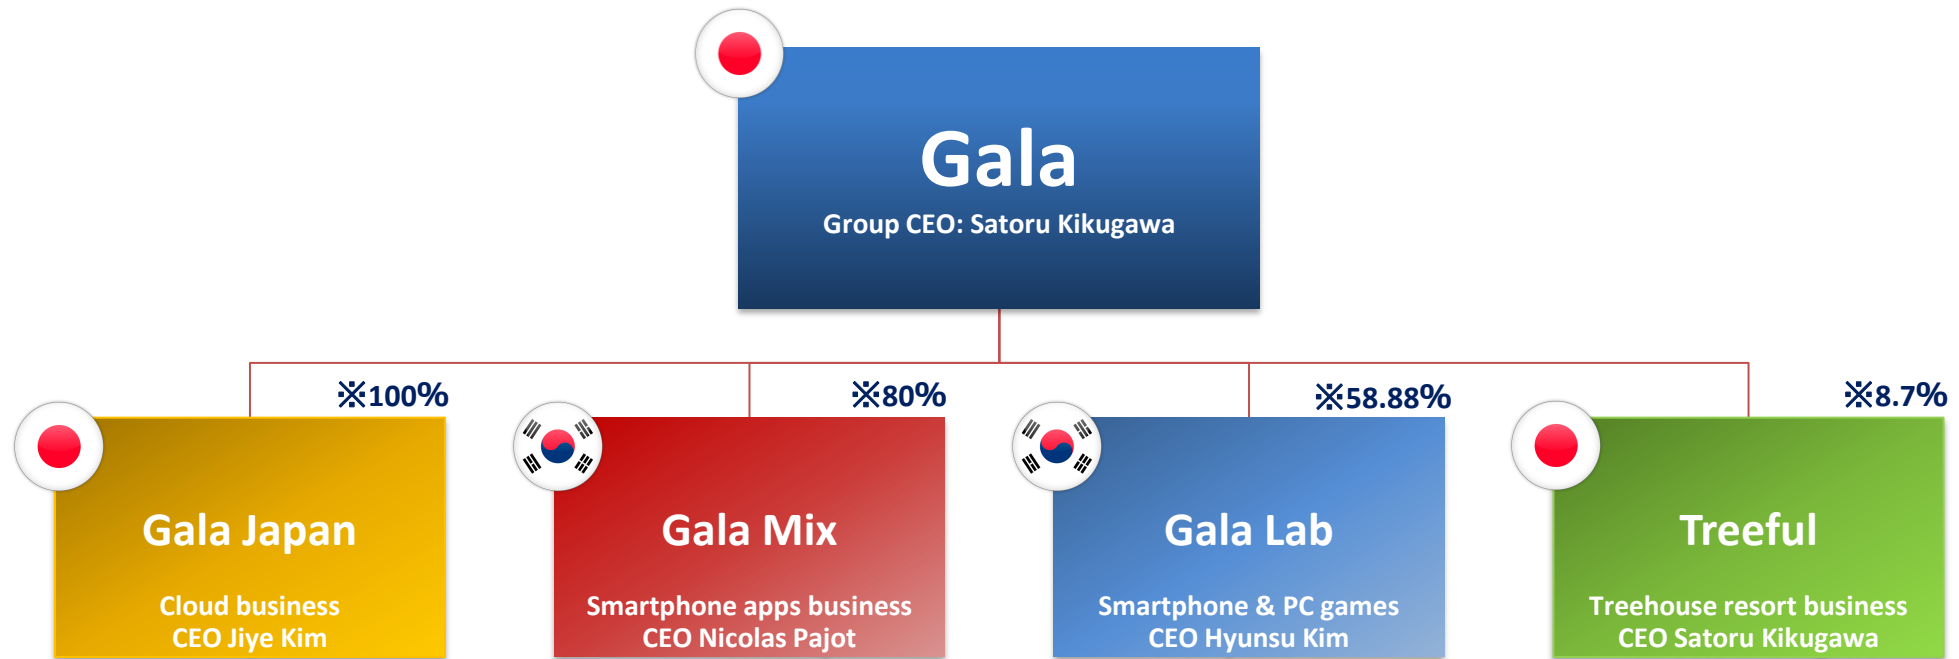 Gala
Group CEO: Satoru Kikugawa
※100%
※80%
※58.88%
※8.7%
Gala Japan
Cloud business
CEO Jiye Kim
Gala Mix
Smartphone apps business
CEO Nicolas Pajot
Gala Lab
Smartphone & PC games
CEO Hyunsu Kim
Treeful
Treehouse resort business
CEO Satoru Kikugawa